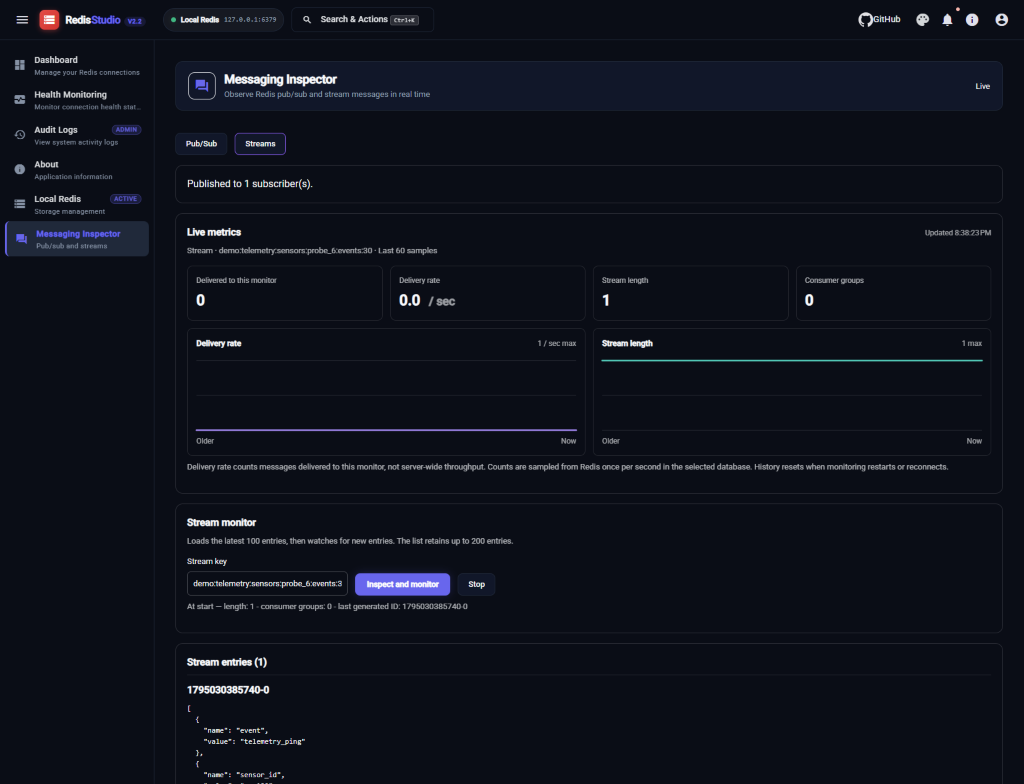 RedisStudio V2.2
Local Redis 127.0.0.1:6379
Search & Actions Ctrl+K
GitHub
Dashboard
Manage your Redis connections
Health Monitoring
Monitor connection health stat...
Audit Logs ADMIN
View system activity logs
About
Application information
Local Redis ACTIVE
Storage management
Messaging Inspector
Pub/sub and streams
Messaging Inspector
Observe Redis pub/sub and stream messages in real time
Live
Pub/Sub
Streams
Published to 1 subscriber(s).
Live metrics
Updated 8:38:23 PM
Stream · demo:telemetry:sensors:probe_6:events:30 · Last 60 samples
Delivered to this monitor
0
Delivery rate
0.0 / sec
Stream length
1
Consumer groups
0
Delivery rate
1 / sec max
Older
Now
Stream length
1 max
Older
Now
Delivery rate counts messages delivered to this monitor, not server-wide throughput. Counts are sampled from Redis once per second in the selected database. History resets when monitoring restarts or reconnects.
Stream monitor
Loads the latest 100 entries, then watches for new entries. The list retains up to 200 entries.
Stream key
demo:telemetry:sensors:probe_6:events:3
Inspect and monitor
Stop
At start — length: 1 · consumer groups: 0 · last generated ID: 1795030385740-0
Stream entries (1)
1795030385740-0
[
{
"name": "event",
"value": "telemetry_ping"
},
{
"name": "sensor_id",